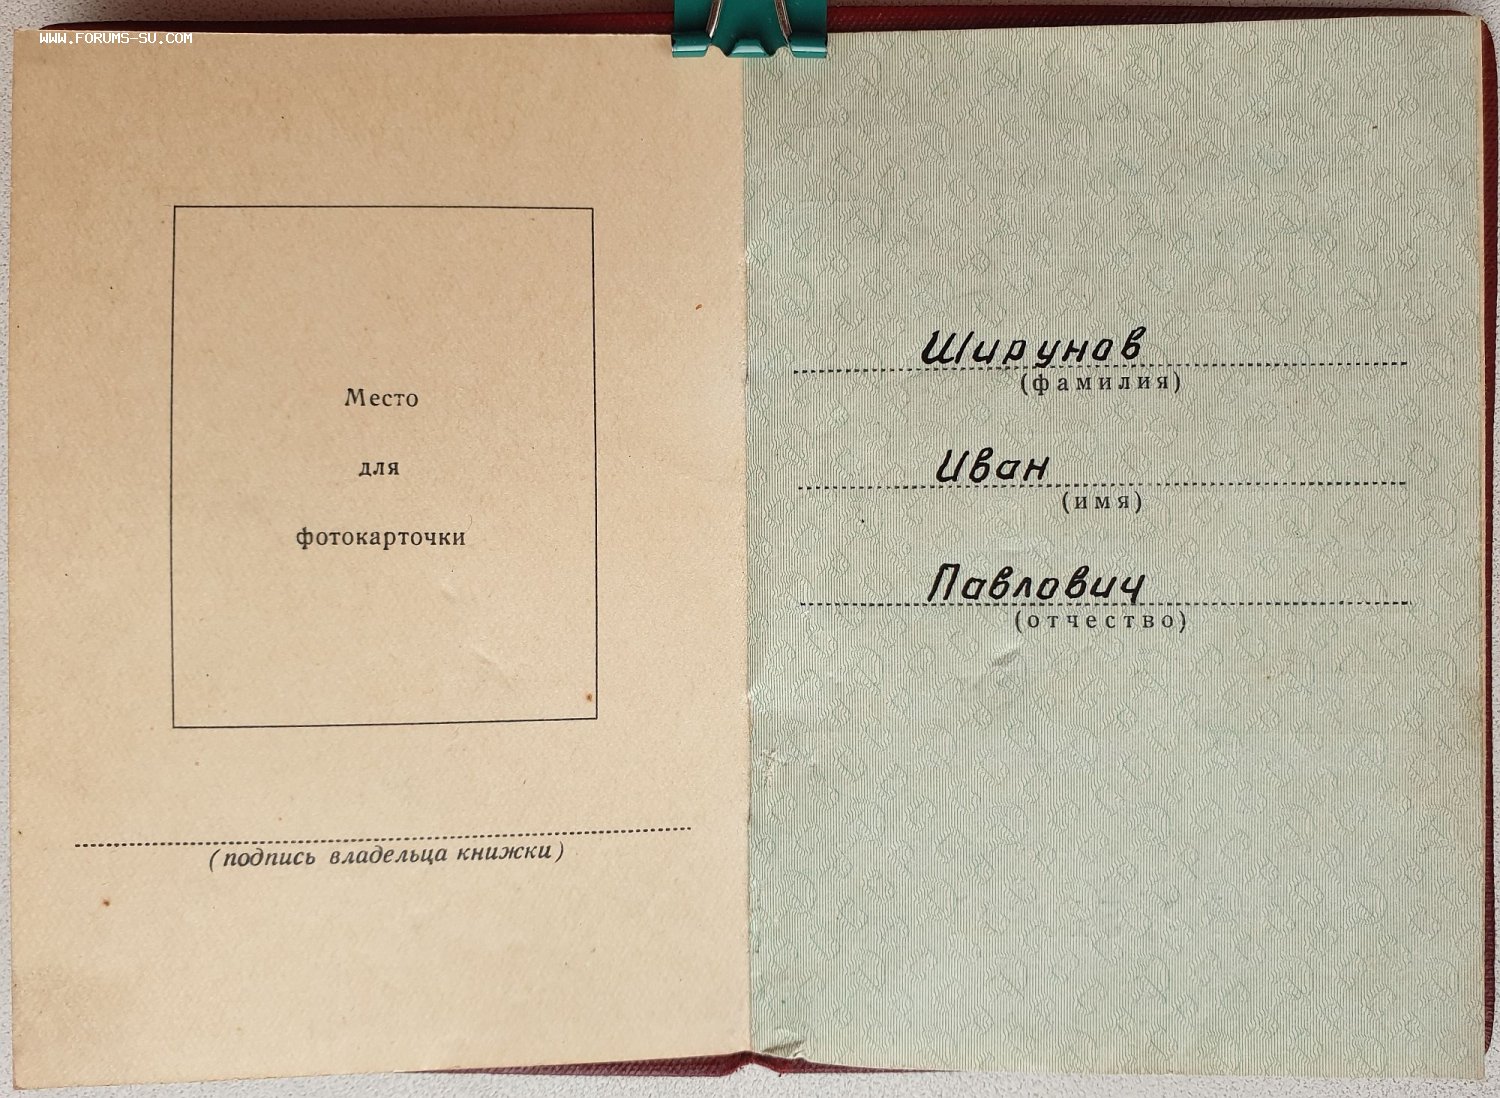 www.FORUMS-SU.COM
Место
для
фотокарточки
(подпись владельца книжки)
Ширунов
(фамилия)
Иван
(имя)
Павлович
(отчество)